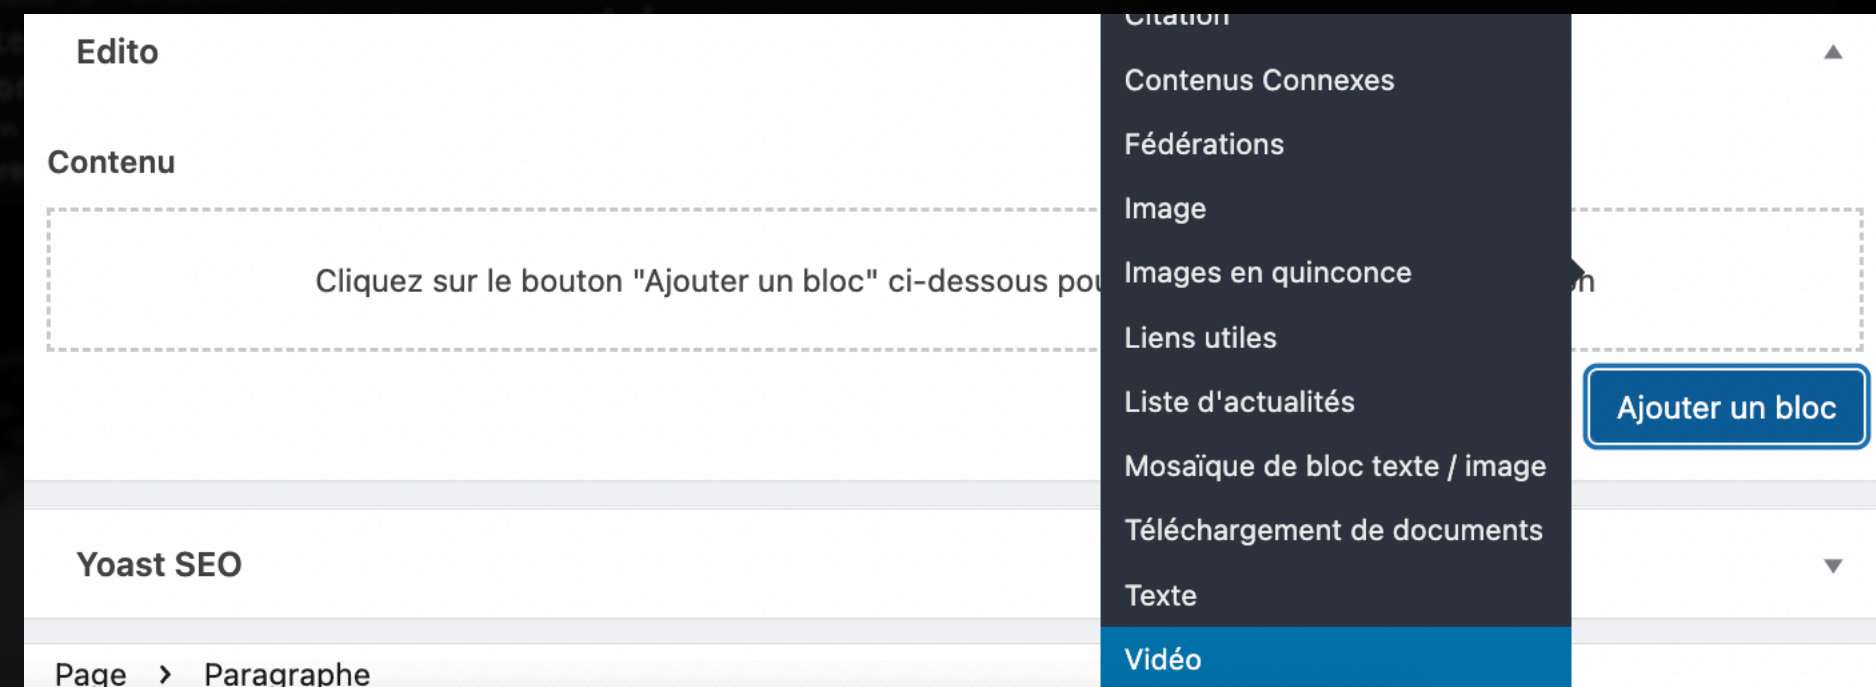 Edito
Contenu
Cliquez sur le bouton "Ajouter un bloc" ci-dessous
Citation
Contenus Connexes
Fédérations
Image
Images en quinconce
Liens utiles
Liste d'actualités
Mosaïque de bloc texte / image
Téléchargement de documents
Texte
Vidéo
Ajouter un bloc
Yoast SEO
Page > Paragraphe